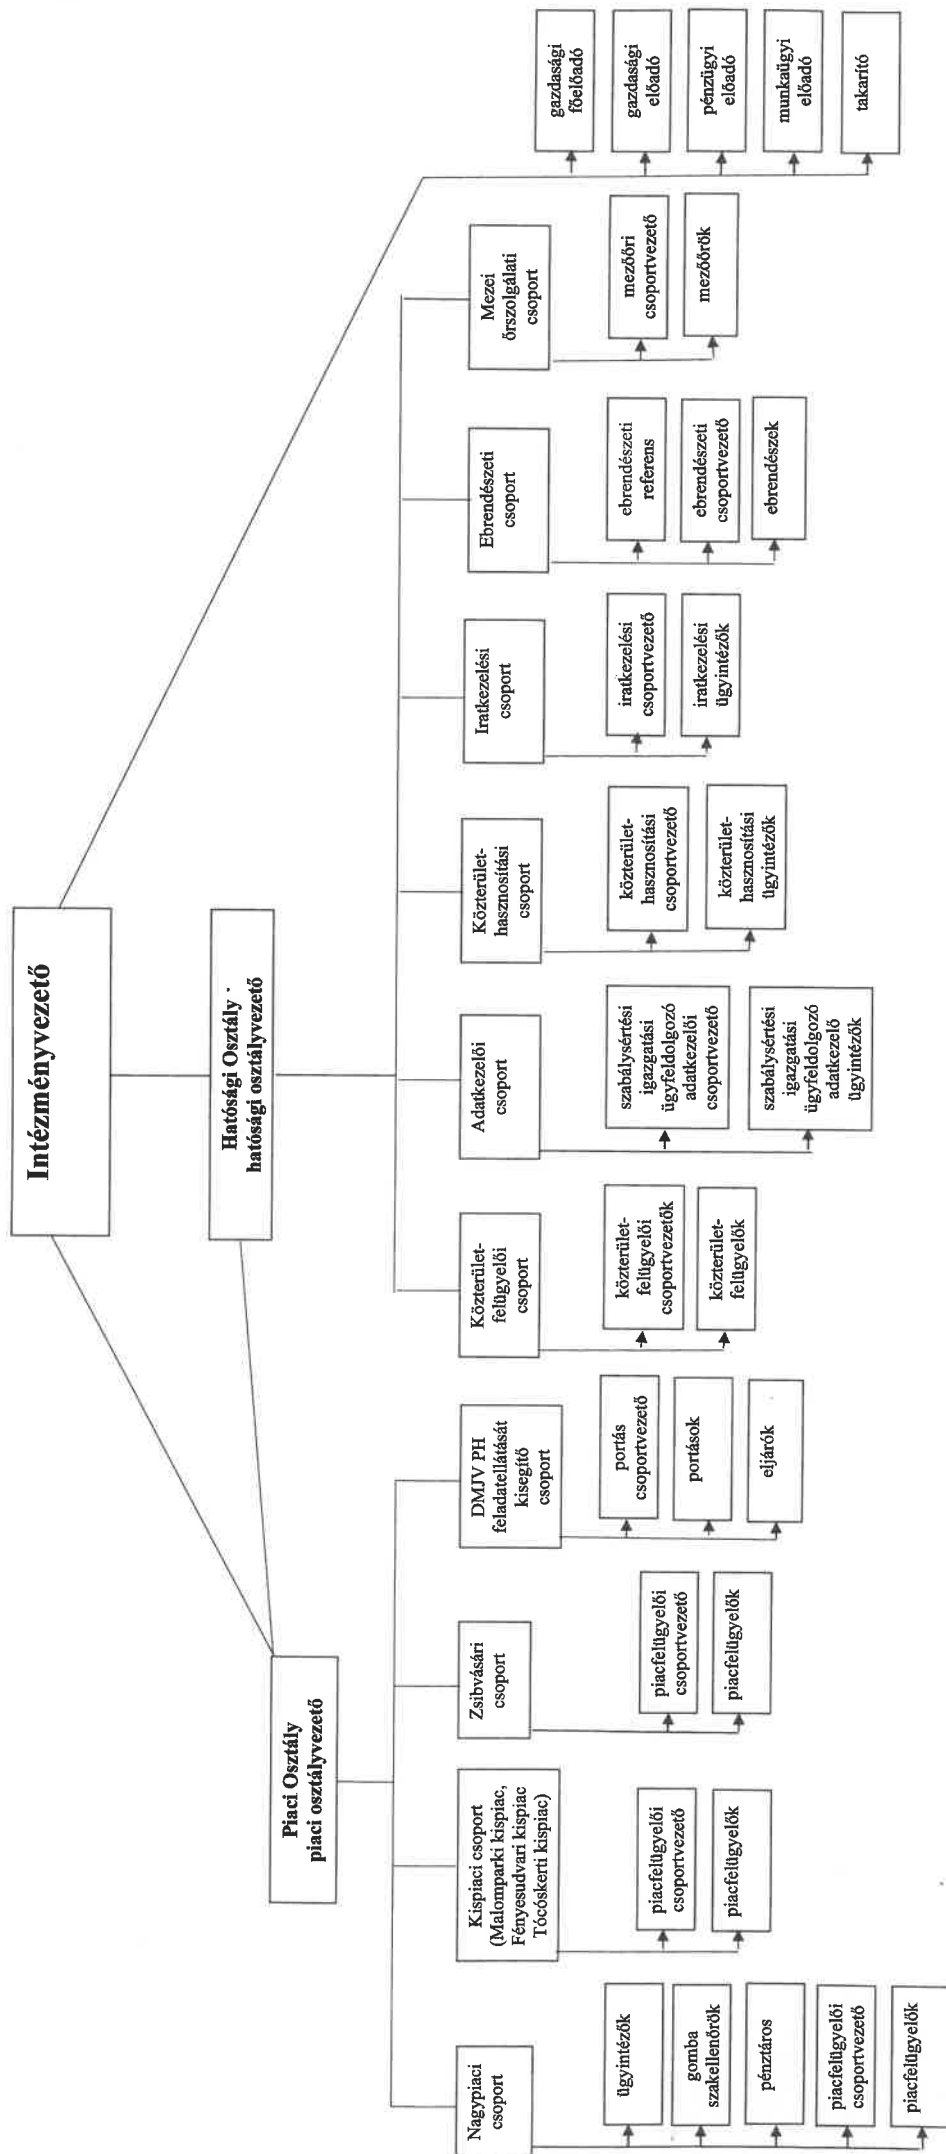 Intézményvezető
Hatósági Osztály ·
hatósági osztályvezető
Piaci Osztály
piaci osztályvezető
Nagypiaci
csoport
ügyintézők
gomba
szakellenőrök
pénztáros
piacfelügyelői
csoportvezető
piacfelügyelők
Kispiaci csoport
(Malomparki kispiac,
Fényesudvari kispiac
Tócóskerti kispiac)
piacfelügyelői
csoportvezető
piacfelügyelők
Zsibvásári
csoport
piacfelügyelői
csoportvezető
piacfelügyelők
DMJV PH
feladatellátását
kisegítő
csoport
portás
csoportvezető
portások
eljárók
Közterület-
felügyelői
csoport
közterület-
felügyelői
csoportvezetők
közterület-
felügyelők
Adatkezelői
csoport
szabálysértési
igazgatási
ügyfeldolgozó
adatkezelői
csoportvezető
szabálysértési
igazgatási
ügyfeldolgozó
adatkezelő
ügyintézők
Közterület-
hasznosítási
csoport
közterület-
hasznosítási
csoportvezető
közterület-
hasznosítási
ügyintézők
Iratkezelési
csoport
iratkezelési
csoportvezető
iratkezelési
ügyintézők
Ebrendészeti
csoport
ebrendészeti
referens
ebrendészeti
csoportvezető
ebrendészek
Mezei
őrszolgálati
csoport
mezőőri
csoportvezető
mezőőrök
gazdasági
főelőadó
gazdasági
előadó
pénzügyi
előadó
munkaügyi
előadó
takarító